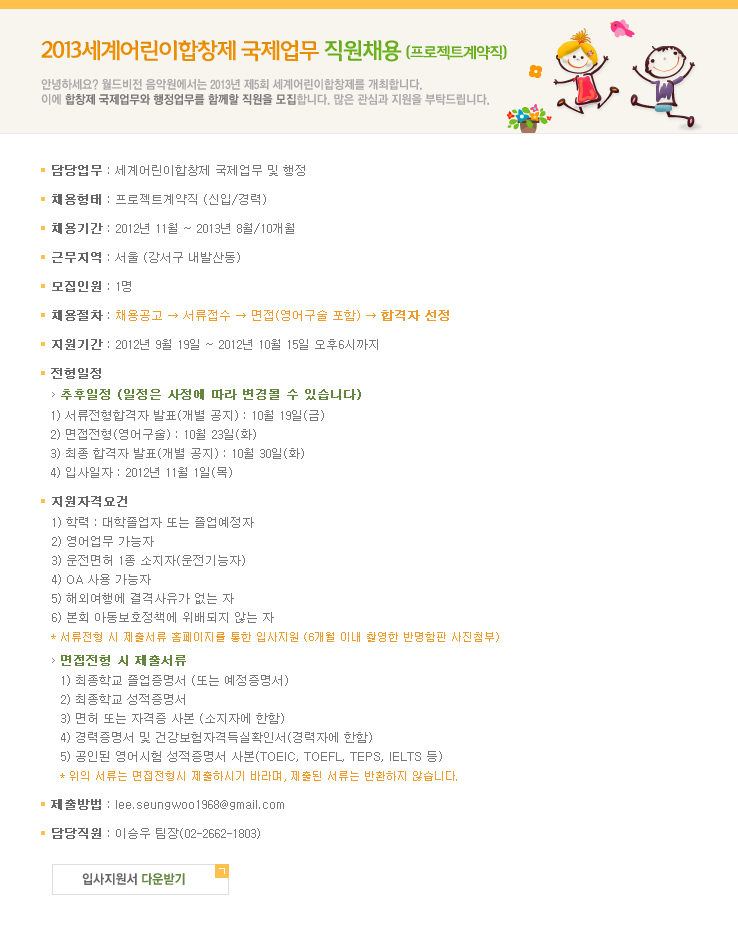 2013세계어린이합창제 국제업무 직원채용 (프로젝트계약직)
안녕하세요? 월드비전 음악원에서는 2013년 제5회 세계어린이합창제를 개최합니다.
이에 합창제 국제업무와 행정업무를 함께할 직원을 모집합니다. 많은 관심과 지원을 부탁드립니다.
담당업무 : 세계어린이합창제 국제업무 및 행정
채용형태 : 프로젝트계약직 (신입/경력)
채용기간 : 2012년 11월 ~ 2013년 8월/10개월
근무지역 : 서울 (강서구 내발산동)
모집인원 : 1명
채용절차 : 채용공고 → 서류접수 → 면접(영어구술 포함) → 합격자 선정
지원기간 : 2012년 9월 19일 ~ 2012년 10월 15일 오후6시까지
전형일정
› 추후일정 (일정은 사정에 따라 변경될 수 있습니다)
1) 서류전형합격자 발표(개별 공지) : 10월 19일(금)
2) 면접전형(영어구술) : 10월 23일(화)
3) 최종 합격자 발표(개별 공지) : 10월 30일(화)
4) 입사일자 : 2012년 11월 1일(목)
지원자격요건
1) 학력 : 대학졸업자 또는 졸업예정자
2) 영어업무 가능자
3) 운전면허 1종 소지자(운전기능자)
4) OA 사용 가능자
5) 해외여행에 결격사유가 없는 자
6) 본회 아동보호정책에 위배되지 않는 자
* 서류전형 시 제출서류 홈페이지를 통한 입사지원 (6개월 이내 촬영한 반명함판 사진첨부)
› 면접전형 시 제출서류
1) 최종학교 졸업증명서 (또는 예정증명서)
2) 최종학교 성적증명서
3) 면허 또는 자격증 사본 (소지자에 한함)
4) 경력증명서 및 건강보험자격득실확인서(경력자에 한함)
5) 공인된 영어시험 성적증명서 사본(TOEIC, TOEFL, TEPS, IELTS 등)
* 위의 서류는 면접전형시 제출하시기 바라며, 제출된 서류는 반환하지 않습니다.
제출방법 : lee.seungwoo1968@gmail.com
담당직원 : 이승우 팀장(02-2662-1803)
입사지원서 다운받기